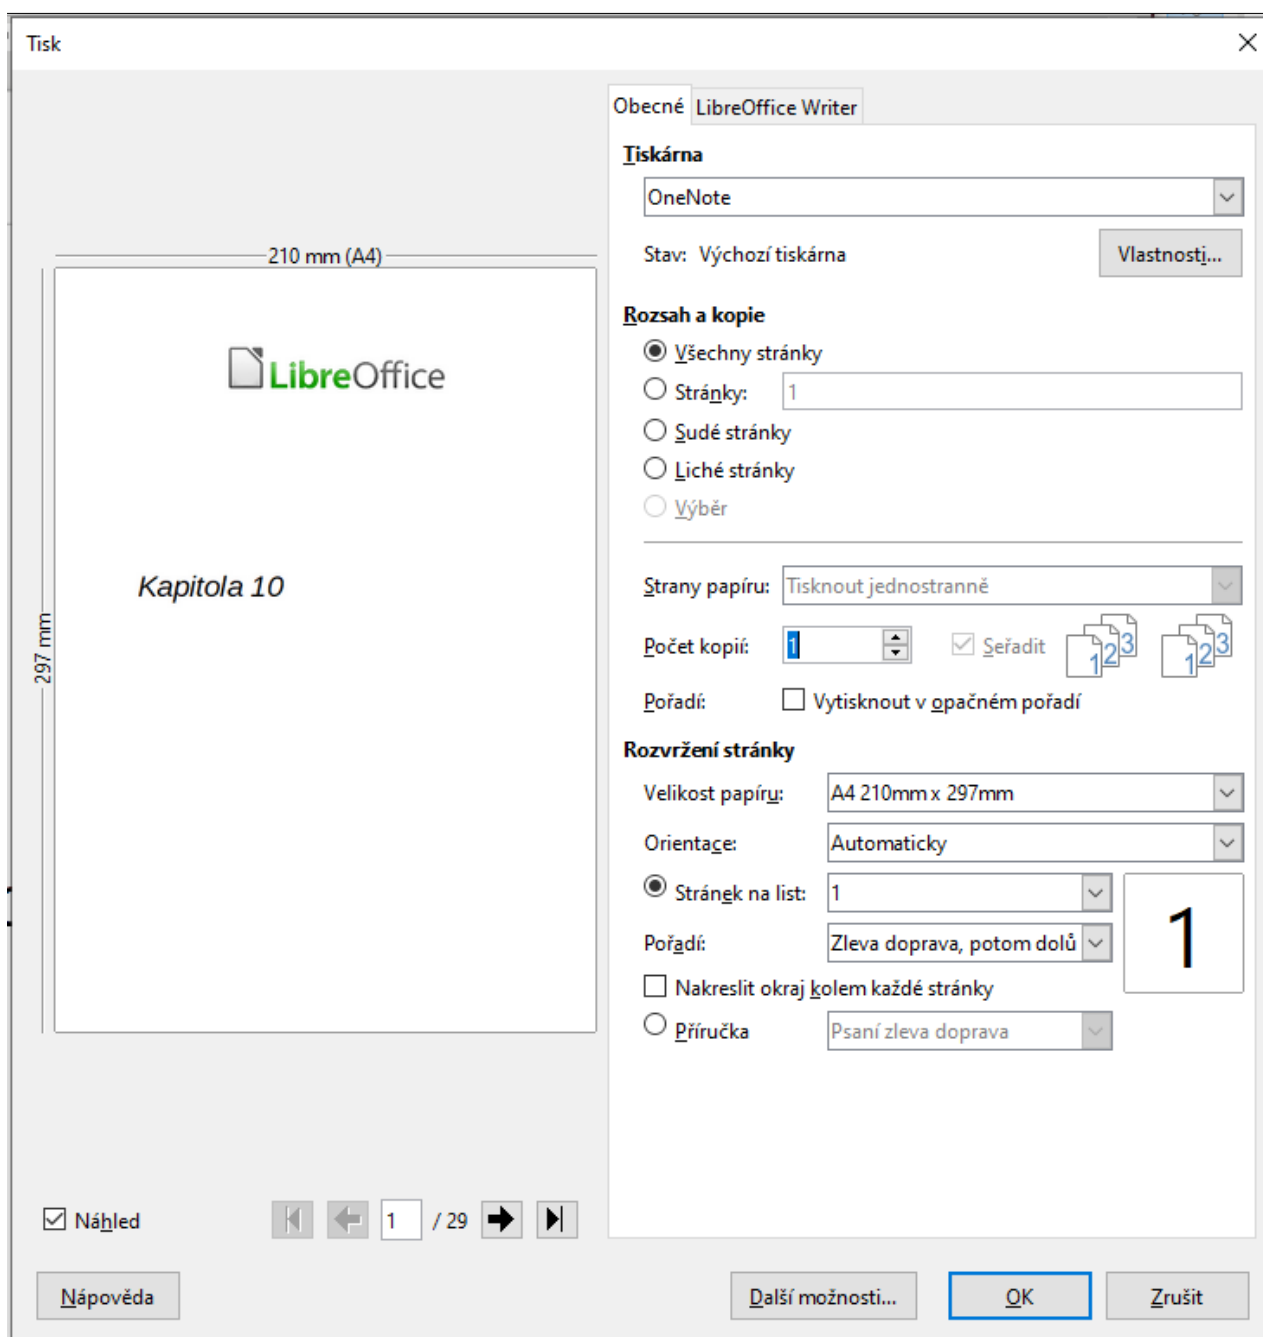 Tisk
Obecné LibreOffice Writer
Tiskárna
OneNote
Stav: Výchozí tiskárna Vlastnosti...
Rozsah a kopie
Všechny stránky
Stránky: 1
Sudé stránky
Liché stránky
Výběr
Strany papíru: Tisknout jednostranně
Počet kopií: 1 Seřadit 1 2 3 1 2 3
Pořadí: Vytisknout v opačném pořadí
Rozvržení stránky
Velikost papíru: A4 210mm x 297mm
Orientace: Automaticky
Stránek na list: 1
1
Pořadí: Zleva doprava, potom dolů
Nakreslit okraj kolem každé stránky
Příručka Psaní zleva doprava
210 mm (A4)
LibreOffice
Kapitola 10
297 mm
Náhled 1 / 29
Nápověda Další možnosti... OK Zrušit